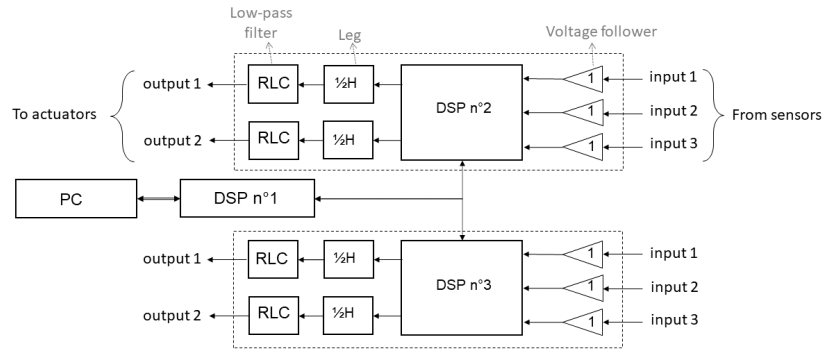 Low-pass
filter
Leg
Voltage follower
output 1
RLC
½H
DSP n°2
1
input 1
To actuators
1
input 2
From sensors
output 2
RLC
½H
1
input 3
PC
DSP n°1
output 1
RLC
½H
DSP n°3
1
input 1
1
input 2
output 2
RLC
½H
1
input 3